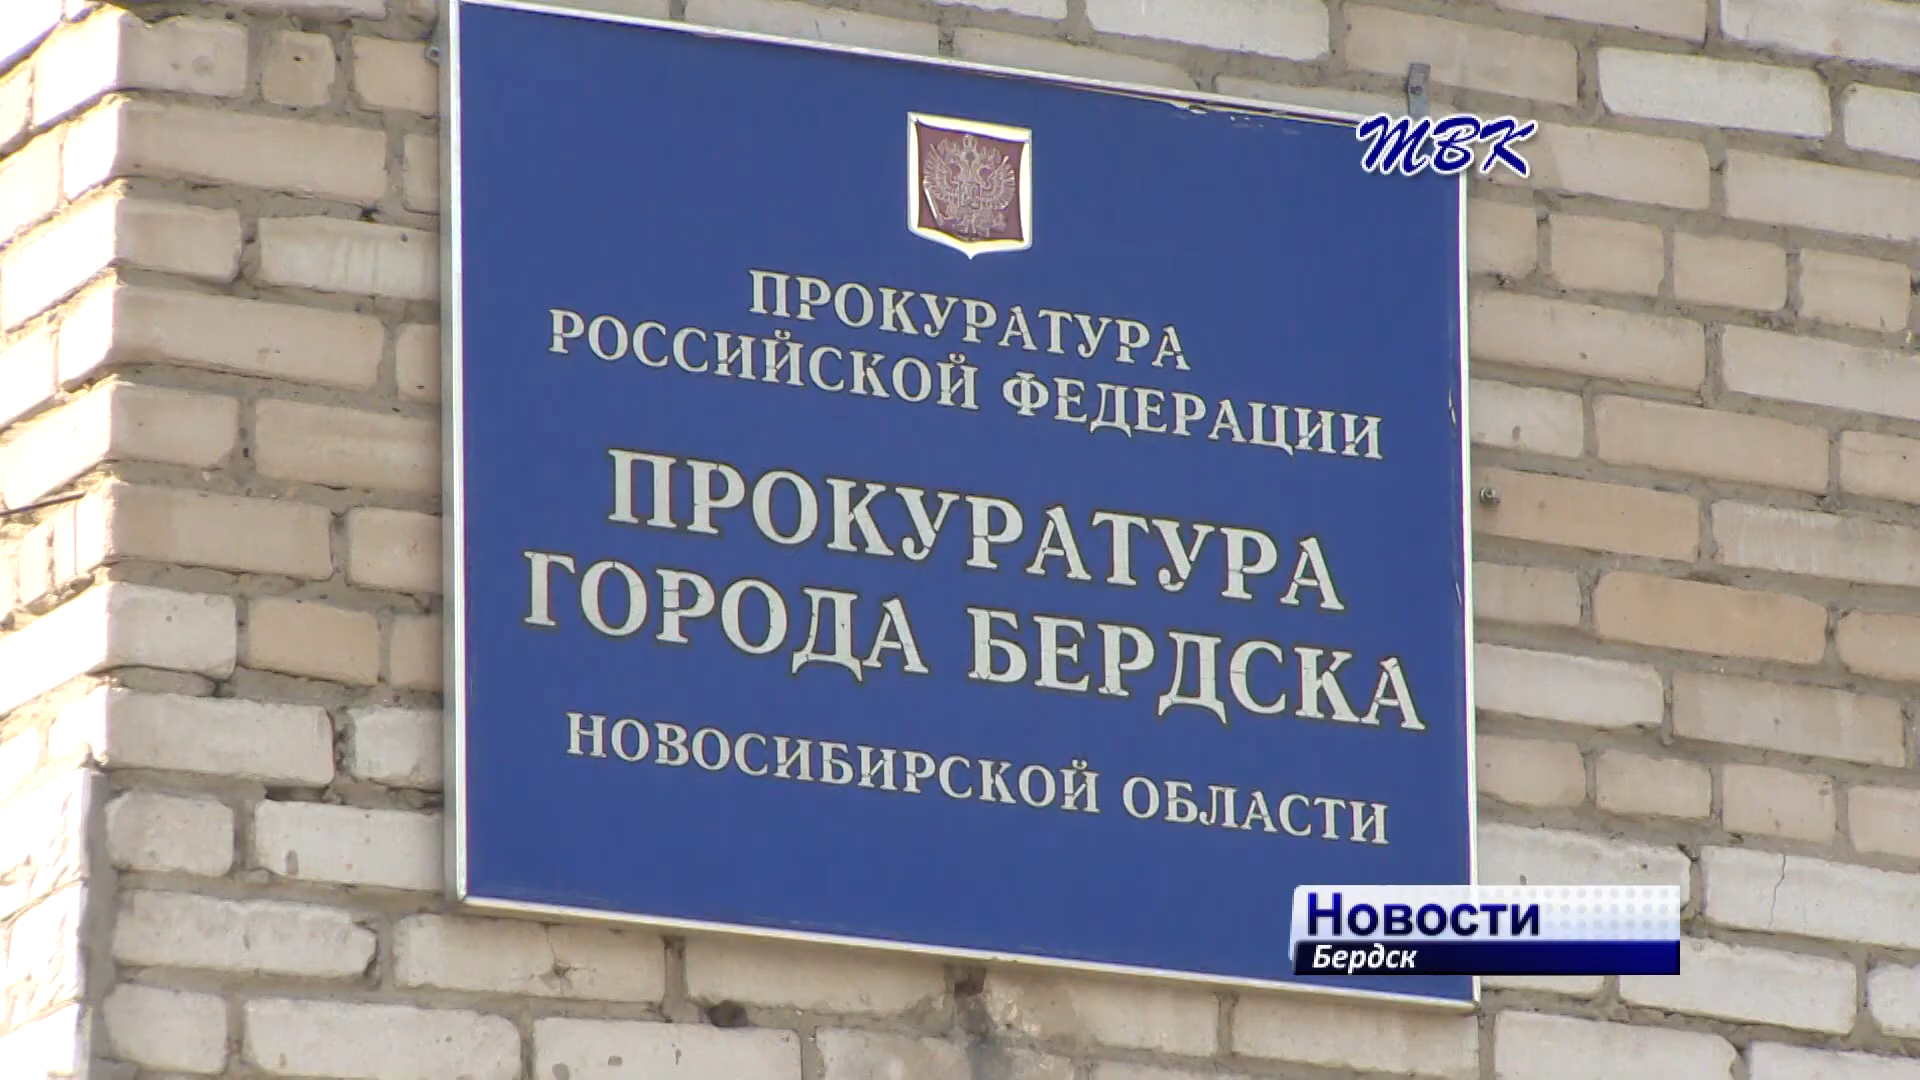 ТВК
ПРОКУРАТУРА
РОССИЙСКОЙ ФЕДЕРАЦИИ
ПРОКУРАТУРА
ГОРОДА БЕРДСКА
НОВОСИБИРСКОЙ ОБЛАСТИ
Новости
Бердск